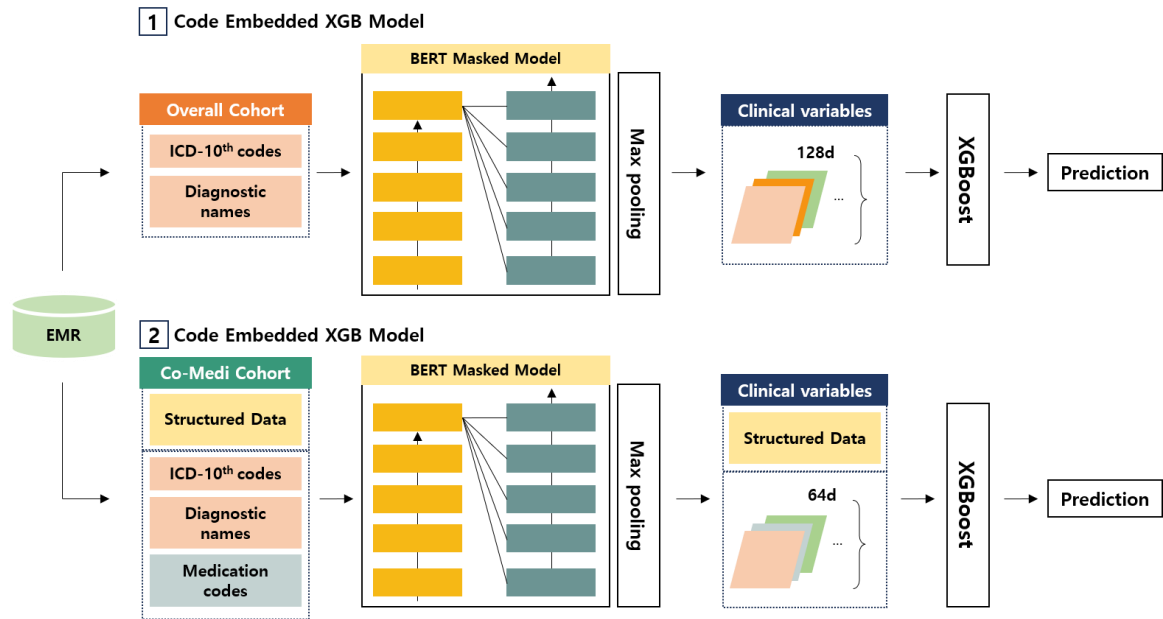 1 Code Embedded XGB Model
BERT Masked Model
Overall Cohort
ICD-10th codes
Diagnostic
names
Max pooling
Clinical variables
128d
...
XGBoost
Prediction
EMR
2 Code Embedded XGB Model
Co-Medi Cohort
Structured Data
ICD-10th codes
Diagnostic
names
Medication
codes
BERT Masked Model
Max pooling
Clinical variables
Structured Data
64d
...
XGBoost
Prediction